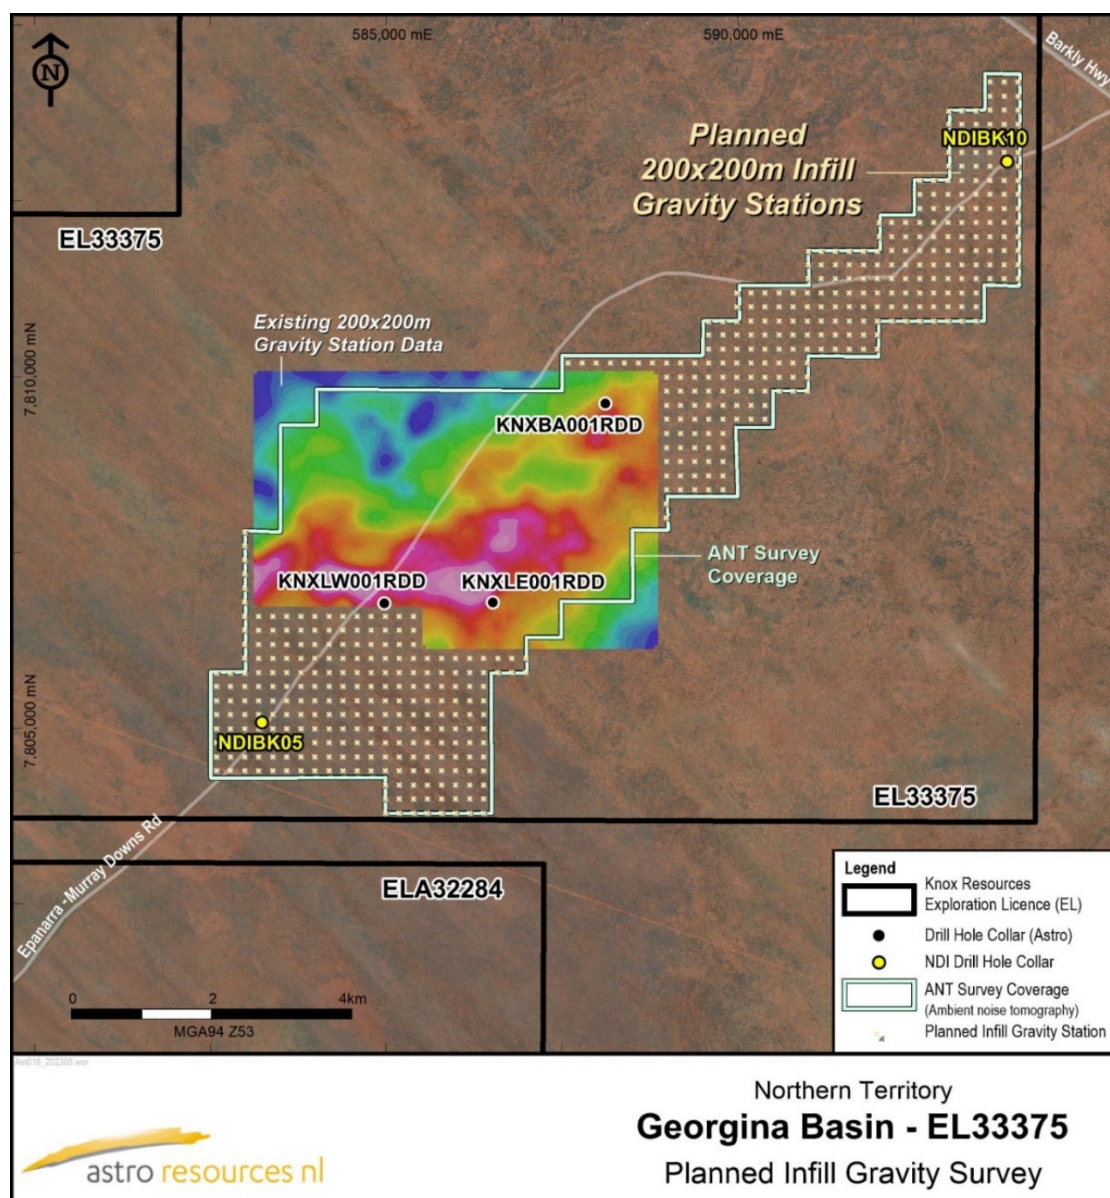 585,000 mE
590,000 mE
Barkly Hwy
N
NDIBK10
Planned
200x200m Infill
Gravity Stations
EL33375
Existing 200x200m
Gravity Station Data
7,810,000 mN
KNXBA001RDD
ANT Survey
Coverage
KNXLW001RDD
KNXLE001RDD
7,805,000 mN
NDIBK05
EL33375
Epanarra - Murray Downs Rd
ELA32284
0 2 4km
MGA94 Z53
Legend
Knox Resources
Exploration Licence (EL)
Drill Hole Collar (Astro)
NDI Drill Hole Collar
ANT Survey Coverage
(Ambient noise tomography)
Planned Infill Gravity Station
Ast016_202306.wor
Northern Territory
Georgina Basin - EL33375
Planned Infill Gravity Survey
astro resources nl